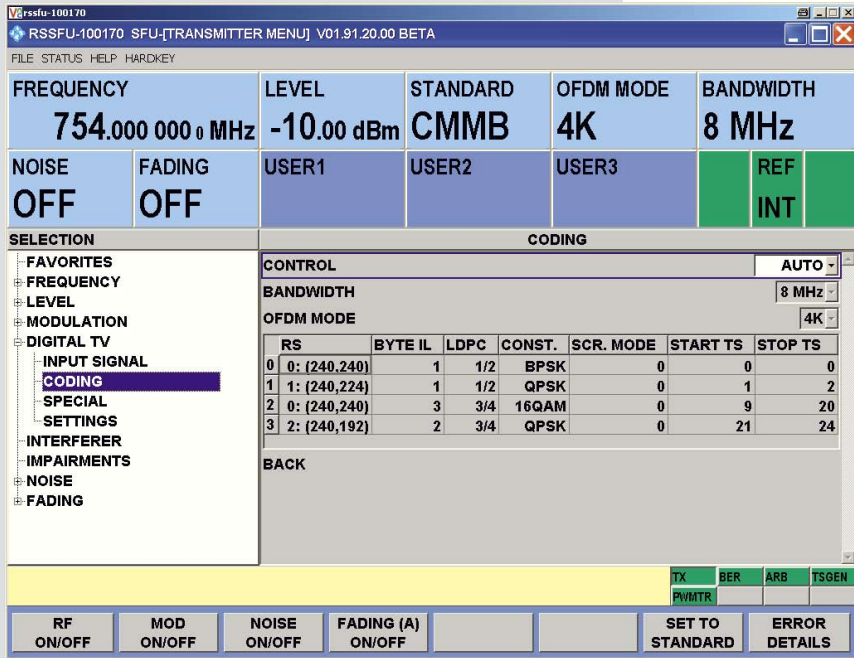 rssfu-100170
RSSFU-100170 SFU-[TRANSMITTER MENU] V01.91.20.00 BETA
FILE STATUS HELP HARDKEY
FREQUENCY LEVEL STANDARD OFDM MODE BANDWIDTH
754.000 000 0 MHz -10.00 dBm CMMB 4K 8 MHz
NOISE FADING USER1 USER2 USER3 REF
OFF OFF INT
SELECTION CODING
FAVORITES
FREQUENCY
LEVEL
MODULATION
DIGITAL TV
INPUT SIGNAL
CODING
SPECIAL
SETTINGS
INTERFERER
IMPAIRMENTS
NOISE
FADING
CONTROL AUTO
BANDWIDTH 8 MHz
OFDM MODE 4K
RS BYTE IL LDPC CONST. SCR. MODE START TS STOP TS
0 0: (240,240) 1 1/2 BPSK 0 0 0
1 1: (240,224) 1 1/2 QPSK 0 1 2
2 0: (240,240) 3 3/4 16QAM 0 9 20
3 2: (240,192) 2 3/4 QPSK 0 21 24
BACK
TX BER ARB TSGEN
PWMTR
RF ON/OFF MOD ON/OFF NOISE ON/OFF FADING (A) ON/OFF SET TO STANDARD ERROR DETAILS